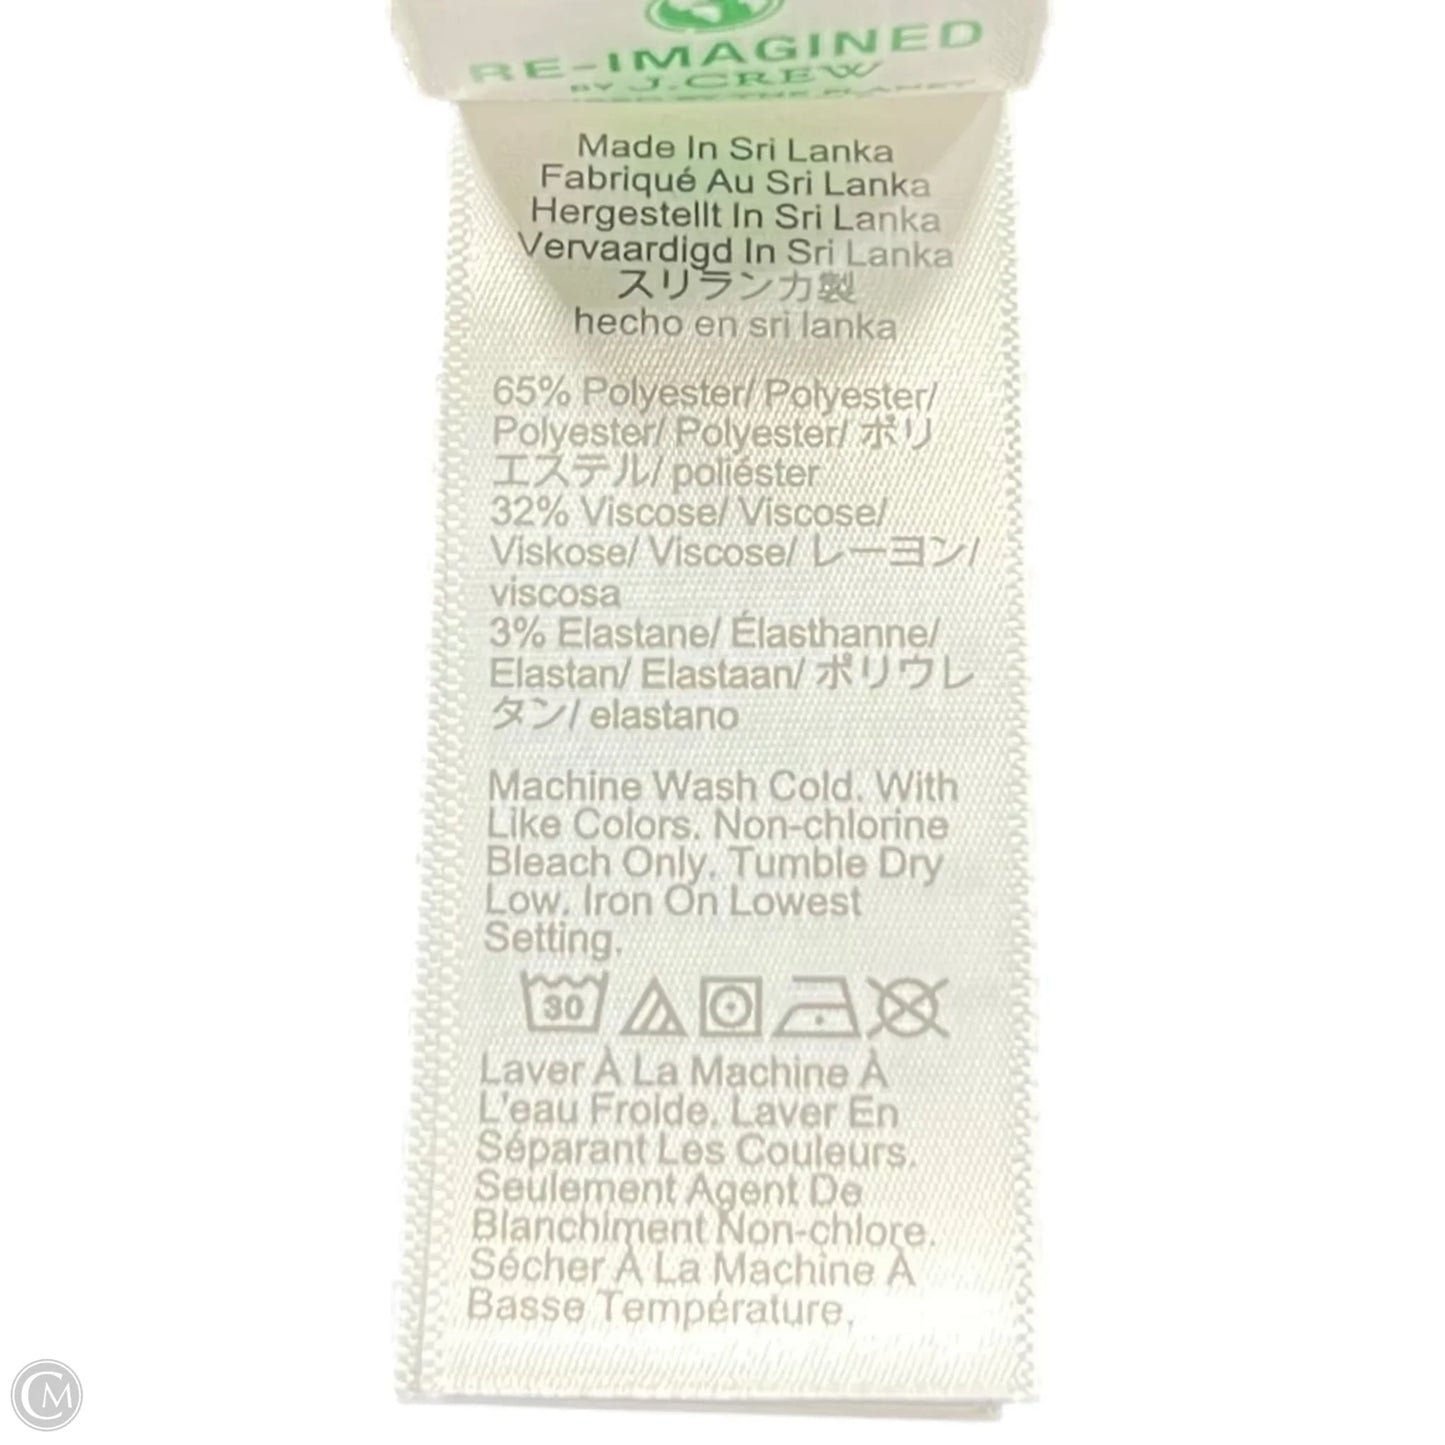 RE-IMAGINED
BY J.CREW
BY THE PLANET
Made In Sri Lanka
Fabriqué Au Sri Lanka
Hergestellt In Sri Lanka
Vervaardigd In Sri Lanka
スリランカ製
hecho en sri lanka
65% Polyester/ Polyester/
Polyester/ Polyester/ ポリ
エステル/ poliéster
32% Viscose/ Viscose/
Viskose/ Viscose/ レーヨン/
viscosa
3% Elastane/ Élasthanne/
Elastan/ Elastaan/ ポリウレ
タン/ elastano
Machine Wash Cold. With
Like Colors. Non-chlorine
Bleach Only. Tumble Dry
Low. Iron On Lowest
Setting.
30
Laver À La Machine À
L'eau Froide. Laver En
Séparant Les Couleurs.
Seulement Agent De
Blanchiment Non-chlore.
Sécher À La Machine À
Basse Température.
CM